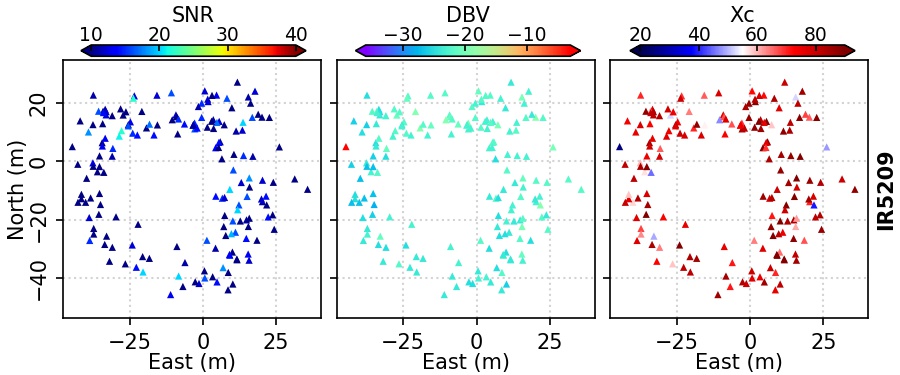 SNR DBV Xc
10 20 30 40 −30 −20 −10 20 40 60 80
20
0
−20
−40
North (m)
IR5209
−25 0 25 −25 0 25 −25 0 25
East (m) East (m) East (m)